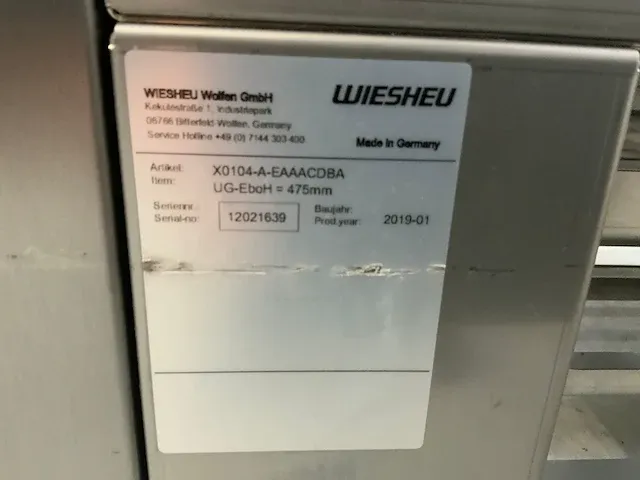 WIESHEU Wolfen GmbH
Kekulestraße 1, Industriepark
06766 Bitterfeld-Wolfen, Germany
Service Hotline +49 (0) 7144 303 400
WIESHEU
Made in Germany
Artikel:
Item:
X0104-A-EAAACDBA
UG-EboH = 475mm
Seriennr.
Serial-no:
12021639
Baujahr:
Prod.year:
2019-01